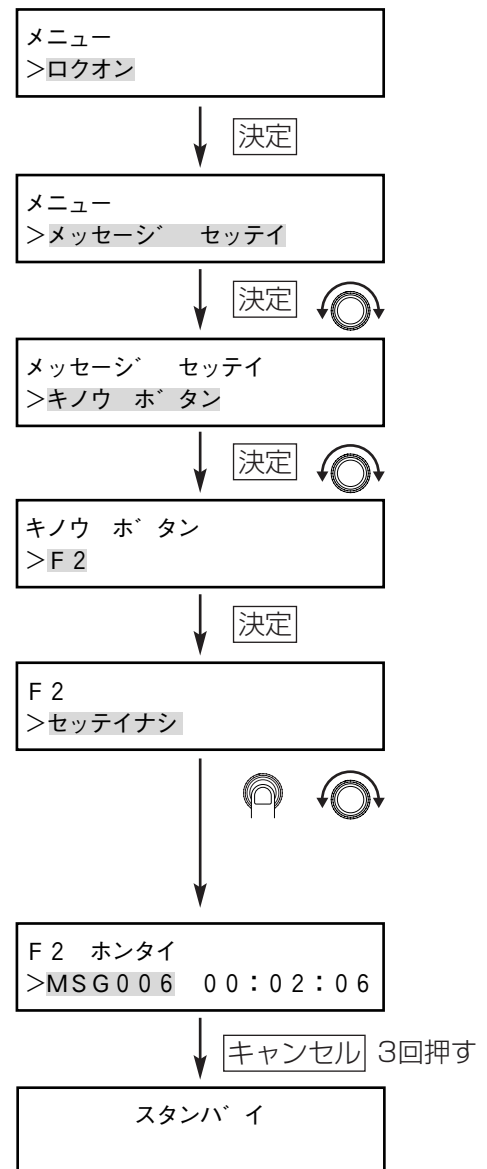 メニュー
＞ロクオン
決定
メニュー
＞メッセージ　セッテイ
決定
メッセージ　セッテイ
＞キノウ　ボタン
決定
キノウ　ボタン
＞Ｆ２
決定
Ｆ２
＞セッテイナシ
Ｆ２　ホンタイ
＞ＭＳＧ００６　００：０２：０６
キャンセル 3回押す
スタンバイ